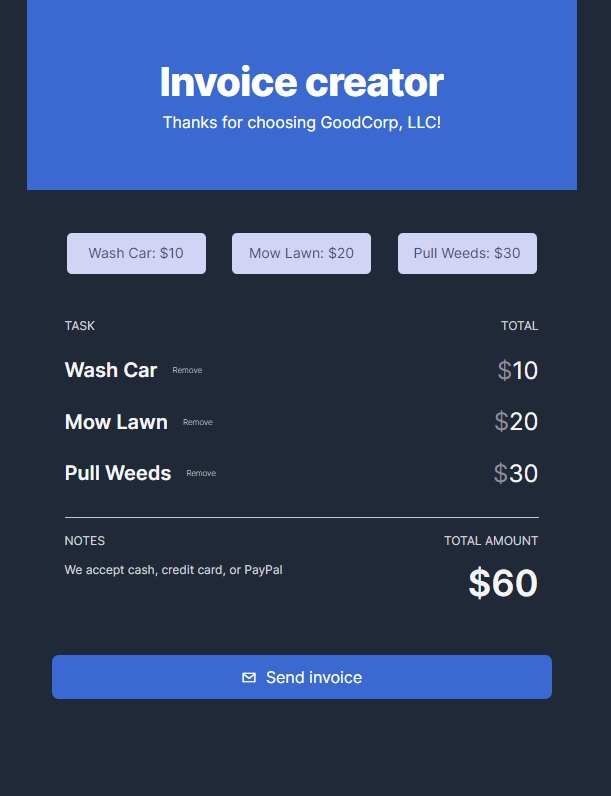 Invoice creator
Thanks for choosing GoodCorp, LLC!
Wash Car: $10 Mow Lawn: $20 Pull Weeds: $30
TASK TOTAL
Wash Car Remove $10
Mow Lawn Remove $20
Pull Weeds Remove $30
NOTES TOTAL AMOUNT
We accept cash, credit card, or PayPal $60
Send invoice